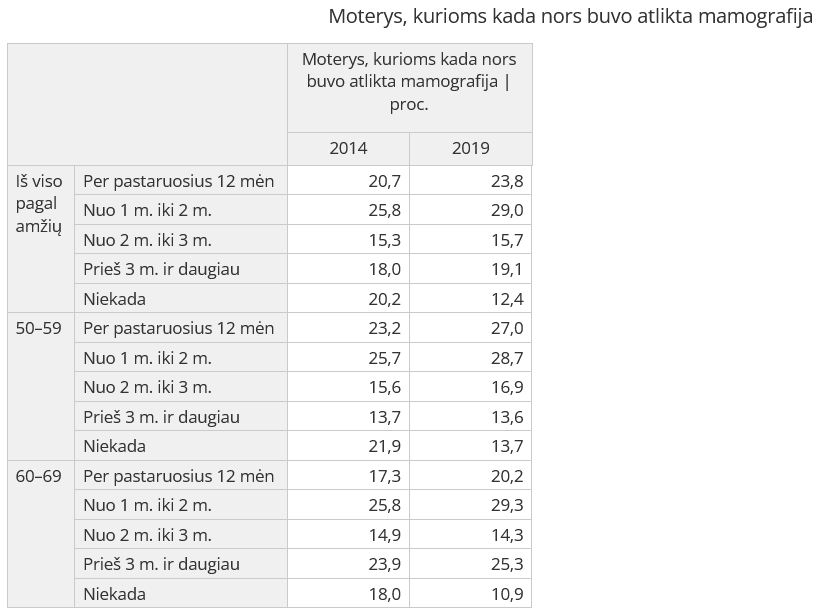 Moterys, kurioms kada nors buvo atlikta mamografija
Moterys, kurioms kada nors
buvo atlikta mamografija |
proc.
2014 2019
Iš viso pagal amžių
Per pastaruosius 12 mėn 20,7 23,8
Nuo 1 m. iki 2 m. 25,8 29,0
Nuo 2 m. iki 3 m. 15,3 15,7
Prieš 3 m. ir daugiau 18,0 19,1
Niekada 20,2 12,4
50–59 Per pastaruosius 12 mėn 23,2 27,0
Nuo 1 m. iki 2 m. 25,7 28,7
Nuo 2 m. iki 3 m. 15,6 16,9
Prieš 3 m. ir daugiau 13,7 13,6
Niekada 21,9 13,7
60–69 Per pastaruosius 12 mėn 17,3 20,2
Nuo 1 m. iki 2 m. 25,8 29,3
Nuo 2 m. iki 3 m. 14,9 14,3
Prieš 3 m. ir daugiau 23,9 25,3
Niekada 18,0 10,9